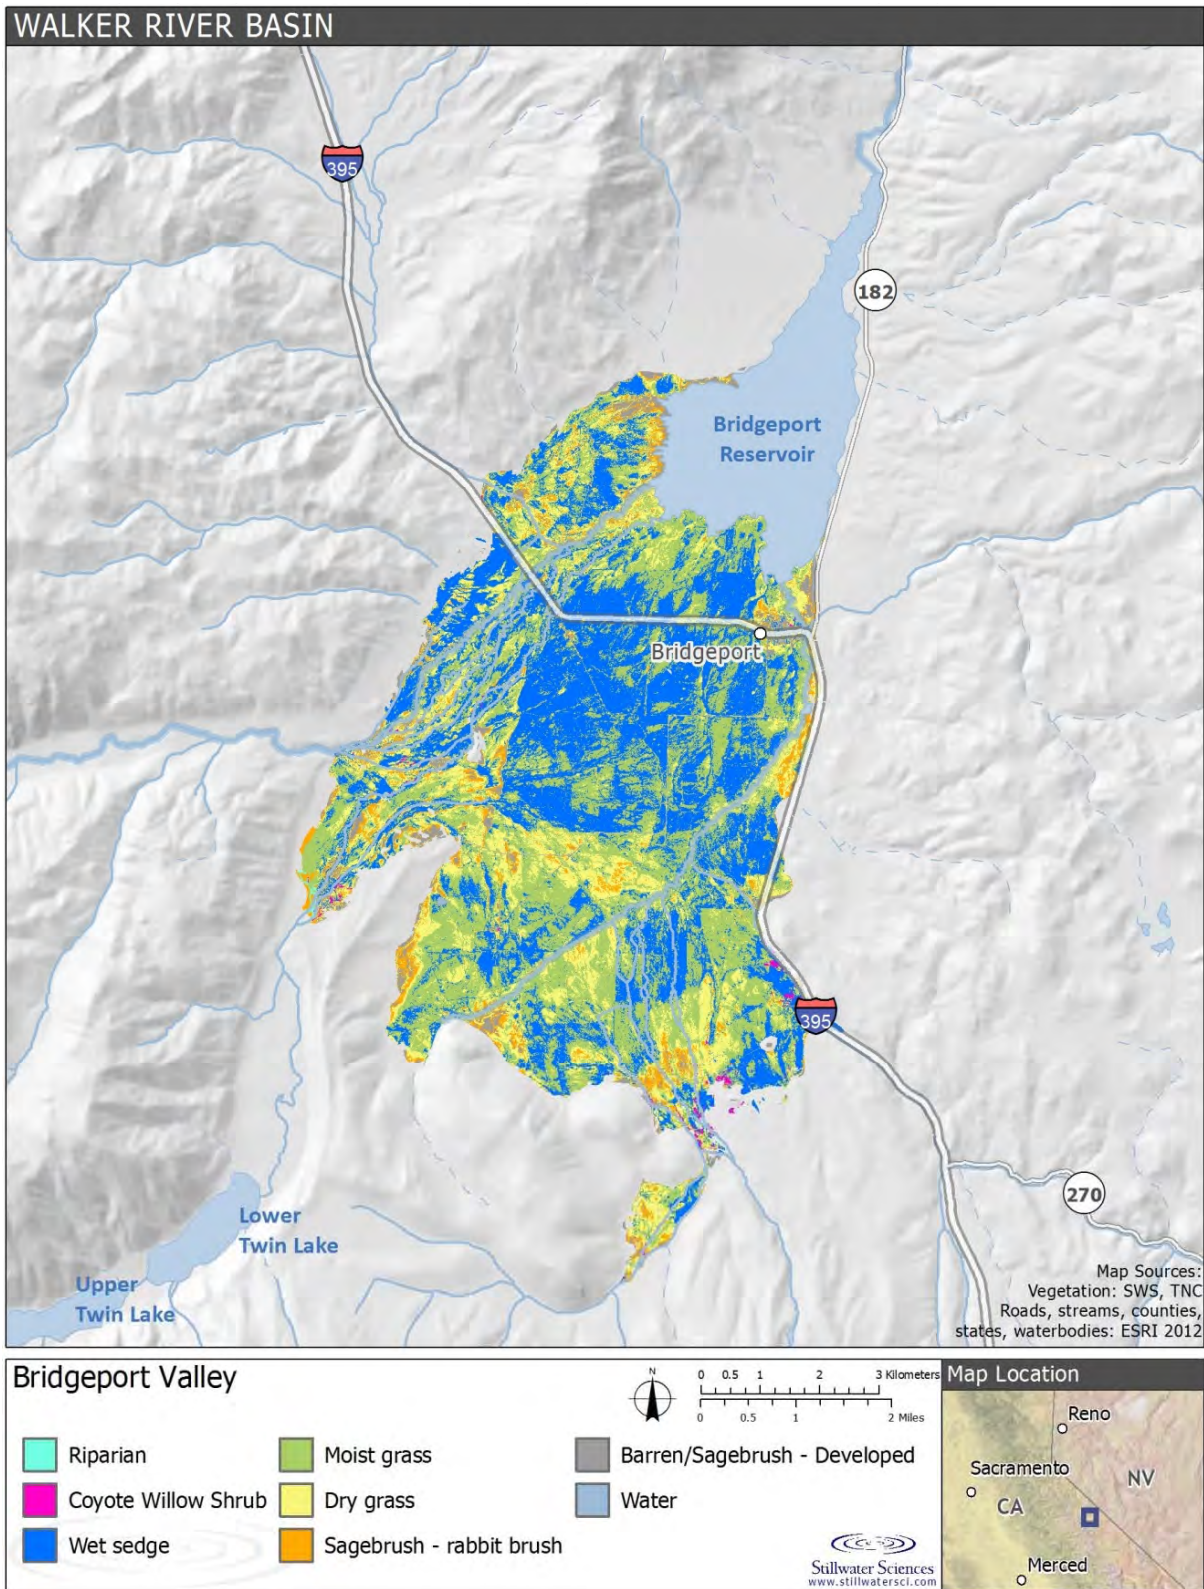 WALKER RIVER BASIN
395
182
Bridgeport
Reservoir
Bridgeport
395
270
Lower
Twin Lake
Upper
Twin Lake
Map Sources:
Vegetation: SWS, TNC
Roads, streams, counties,
states, waterbodies: ESRI 2012
Bridgeport Valley
N
0 0.5 1 2 3 Kilometers
0 0.5 1 2 Miles
Riparian
Coyote Willow Shrub
Wet sedge
Moist grass
Dry grass
Sagebrush - rabbit brush
Barren/Sagebrush - Developed
Water
Stillwater Sciences
www.stillwatersci.com
Map Location
Reno
Sacramento
NV
CA
Merced